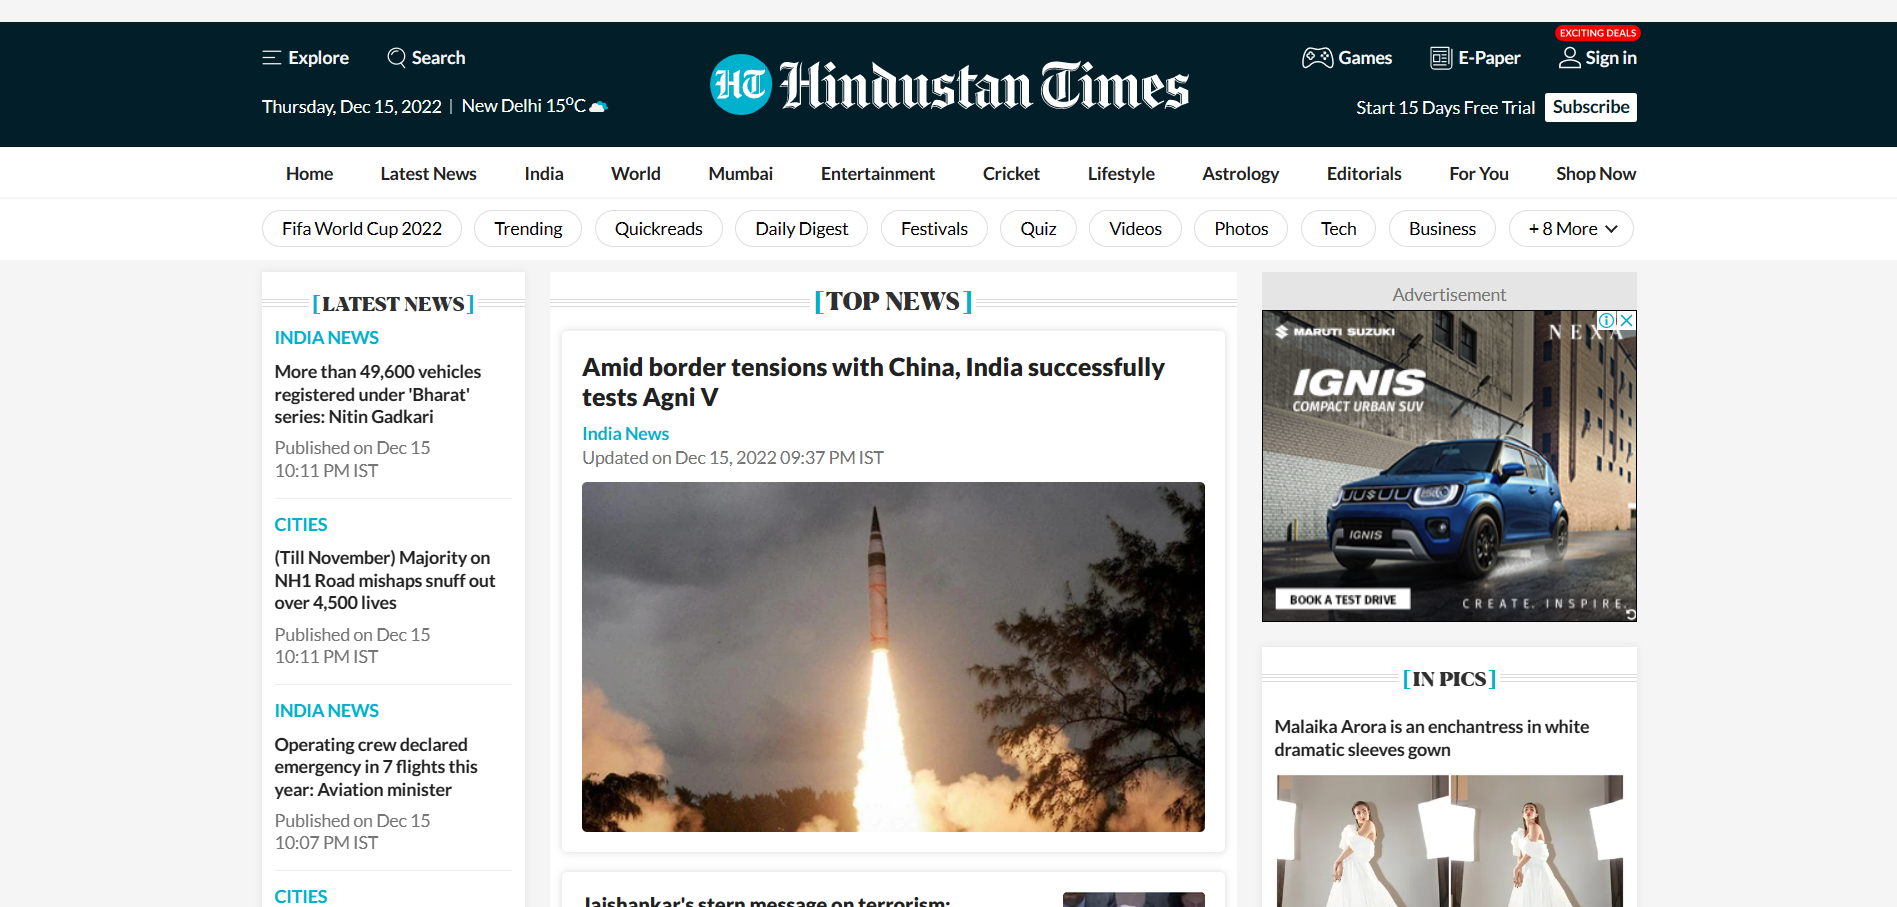 Explore
Search
HT Hindustan Times
Games
E-Paper
EXCITING DEALS
Sign in
Thursday, Dec 15, 2022 | New Delhi 15⁰C
Start 15 Days Free Trial Subscribe
Home Latest News India World Mumbai Entertainment Cricket Lifestyle Astrology Editorials For You Shop Now
Fifa World Cup 2022 Trending Quickreads Daily Digest Festivals Quiz Videos Photos Tech Business + 8 More
[LATEST NEWS]
INDIA NEWS
More than 49,600 vehicles
registered under 'Bharat'
series: Nitin Gadkari
Published on Dec 15
10:11 PM IST
CITIES
(Till November) Majority on
NH1 Road mishaps snuff out
over 4,500 lives
Published on Dec 15
10:11 PM IST
INDIA NEWS
Operating crew declared
emergency in 7 flights this
year: Aviation minister
Published on Dec 15
10:07 PM IST
CITIES
[TOP NEWS]
Amid border tensions with China, India successfully
tests Agni V
India News
Updated on Dec 15, 2022 09:37 PM IST
Jaishankar's stern message on terrorism:
Advertisement
MARUTI SUZUKI
NEXA
IGNIS
COMPACT URBAN SUV
SUZUKI
IGNIS
BOOK A TEST DRIVE
CREATE. INSPIRE.
[IN PICS]
Malaika Arora is an enchantress in white
dramatic sleeves gown